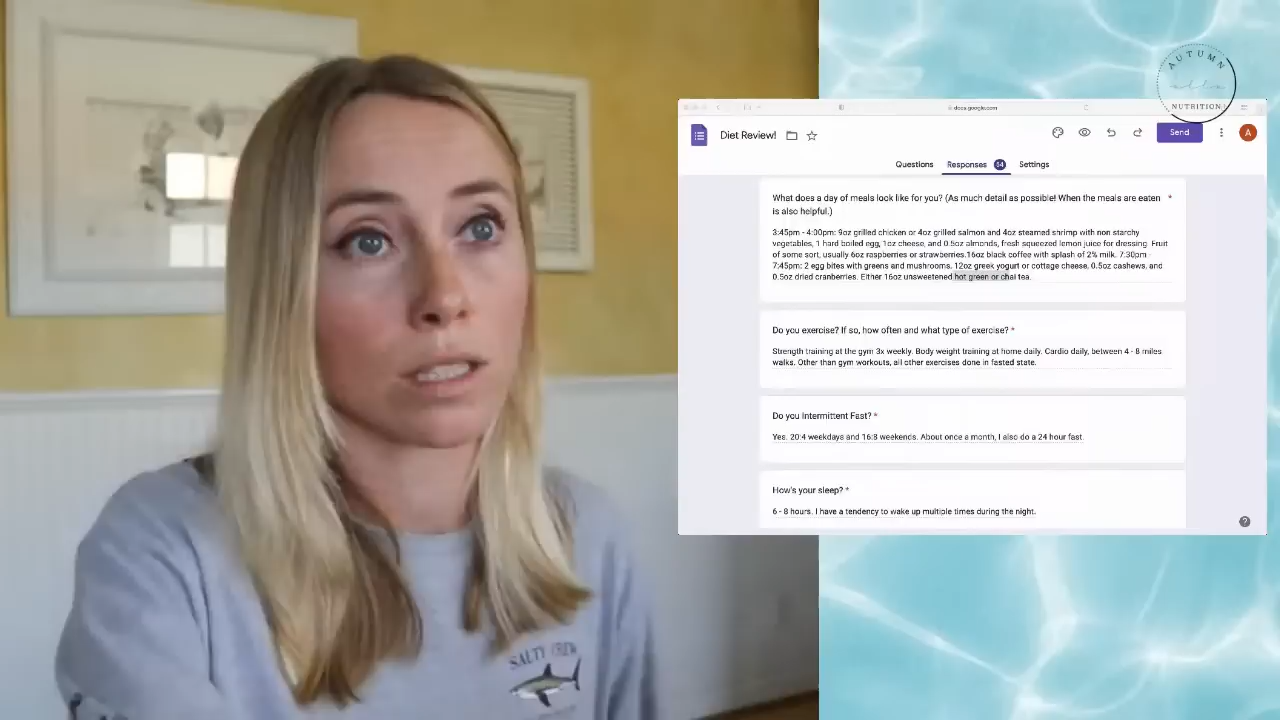 AUTUMN
NUTRITION
docs.google.com
Diet Review!
Send
A
Questions
Responses 54
Settings
What does a day of meals look like for you? (As much detail as possible! When the meals are eaten *
is also helpful.)
3:45pm - 4:00pm: 9oz grilled chicken or 4oz grilled salmon and 4oz steamed shrimp with non starchy
vegetables, 1 hard boiled egg, 1oz cheese, and 0.5oz almonds, fresh squeezed lemon juice for dressing. Fruit
of some sort, usually 6oz raspberries or strawberries.16oz black coffee with splash of 2% milk. 7:30pm -
7:45pm: 2 egg bites with greens and mushrooms. 12oz greek yogurt or cottage cheese, 0.5oz cashews, and
0.5oz dried cranberries. Either 16oz unsweetened hot green or chai tea.
Do you exercise? If so, how often and what type of exercise? *
Strength training at the gym 3x weekly. Body weight training at home daily. Cardio daily, between 4 - 8 miles
walks. Other than gym workouts, all other exercises done in fasted state.
Do you Intermittent Fast? *
Yes. 20:4 weekdays and 16:8 weekends. About once a month, I also do a 24 hour fast.
How's your sleep? *
6 - 8 hours. I have a tendency to wake up multiple times during the night.
SALTY CREW